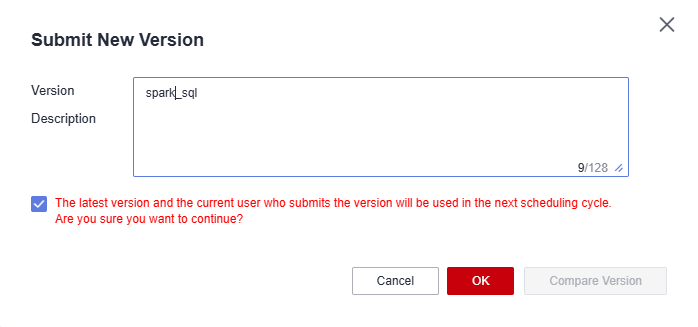 Submit New Version
Version
Description
spark_sql
9/128
The latest version and the current user who submits the version will be used in the next scheduling cycle.
Are you sure you want to continue?
Cancel
OK
Compare Version